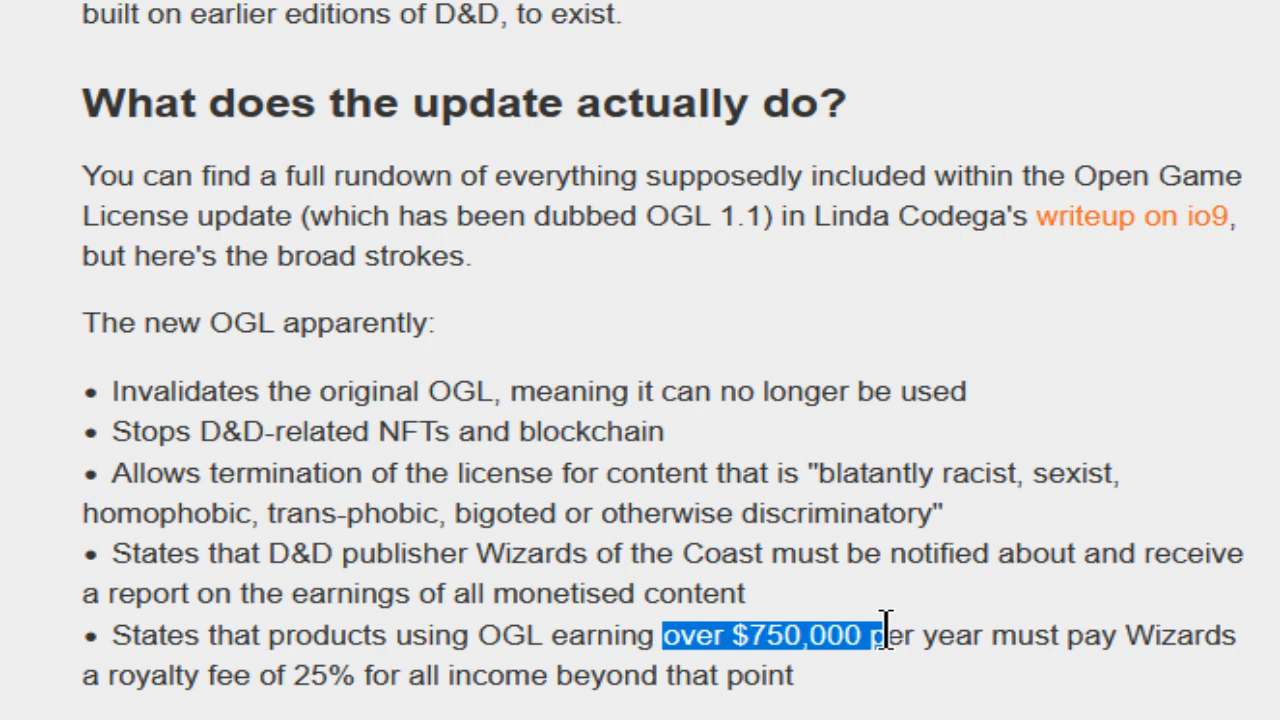 built on earlier editions of D&D, to exist.
What does the update actually do?
You can find a full rundown of everything supposedly included within the Open Game
License update (which has been dubbed OGL 1.1) in Linda Codega's writeup on io9,
but here's the broad strokes.
The new OGL apparently:
• Invalidates the original OGL, meaning it can no longer be used
• Stops D&D-related NFTs and blockchain
• Allows termination of the license for content that is "blatantly racist, sexist,
homophobic, trans-phobic, bigoted or otherwise discriminatory"
• States that D&D publisher Wizards of the Coast must be notified about and receive
a report on the earnings of all monetised content
• States that products using OGL earning over $750,000 per year must pay Wizards
a royalty fee of 25% for all income beyond that point